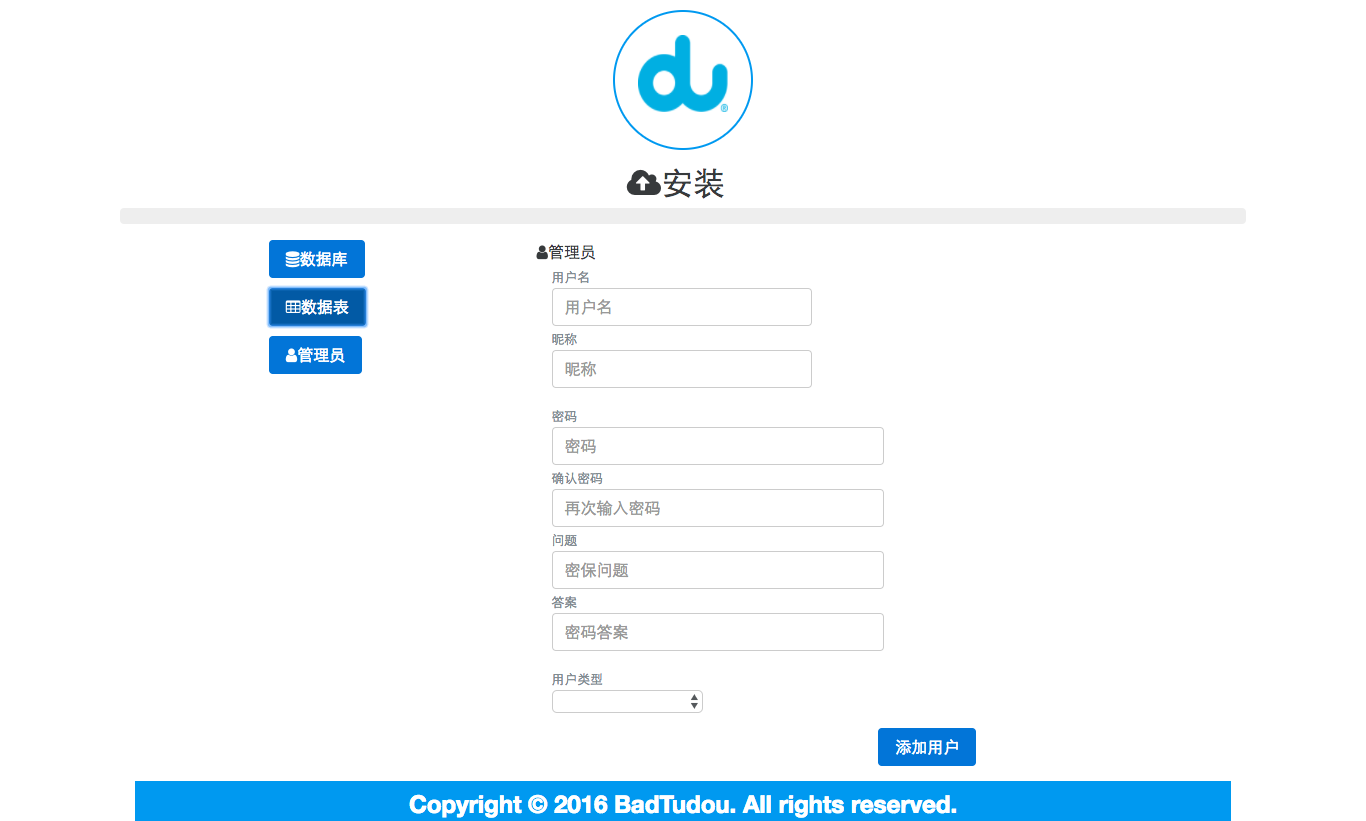 du®
安装
数据库
数据表
管理员
管理员
用户名
用户名
昵称
昵称
密码
密码
确认密码
再次输入密码
问题
密保问题
答案
密码答案
用户类型
添加用户
Copyright © 2016 BadTudou. All rights reserved.